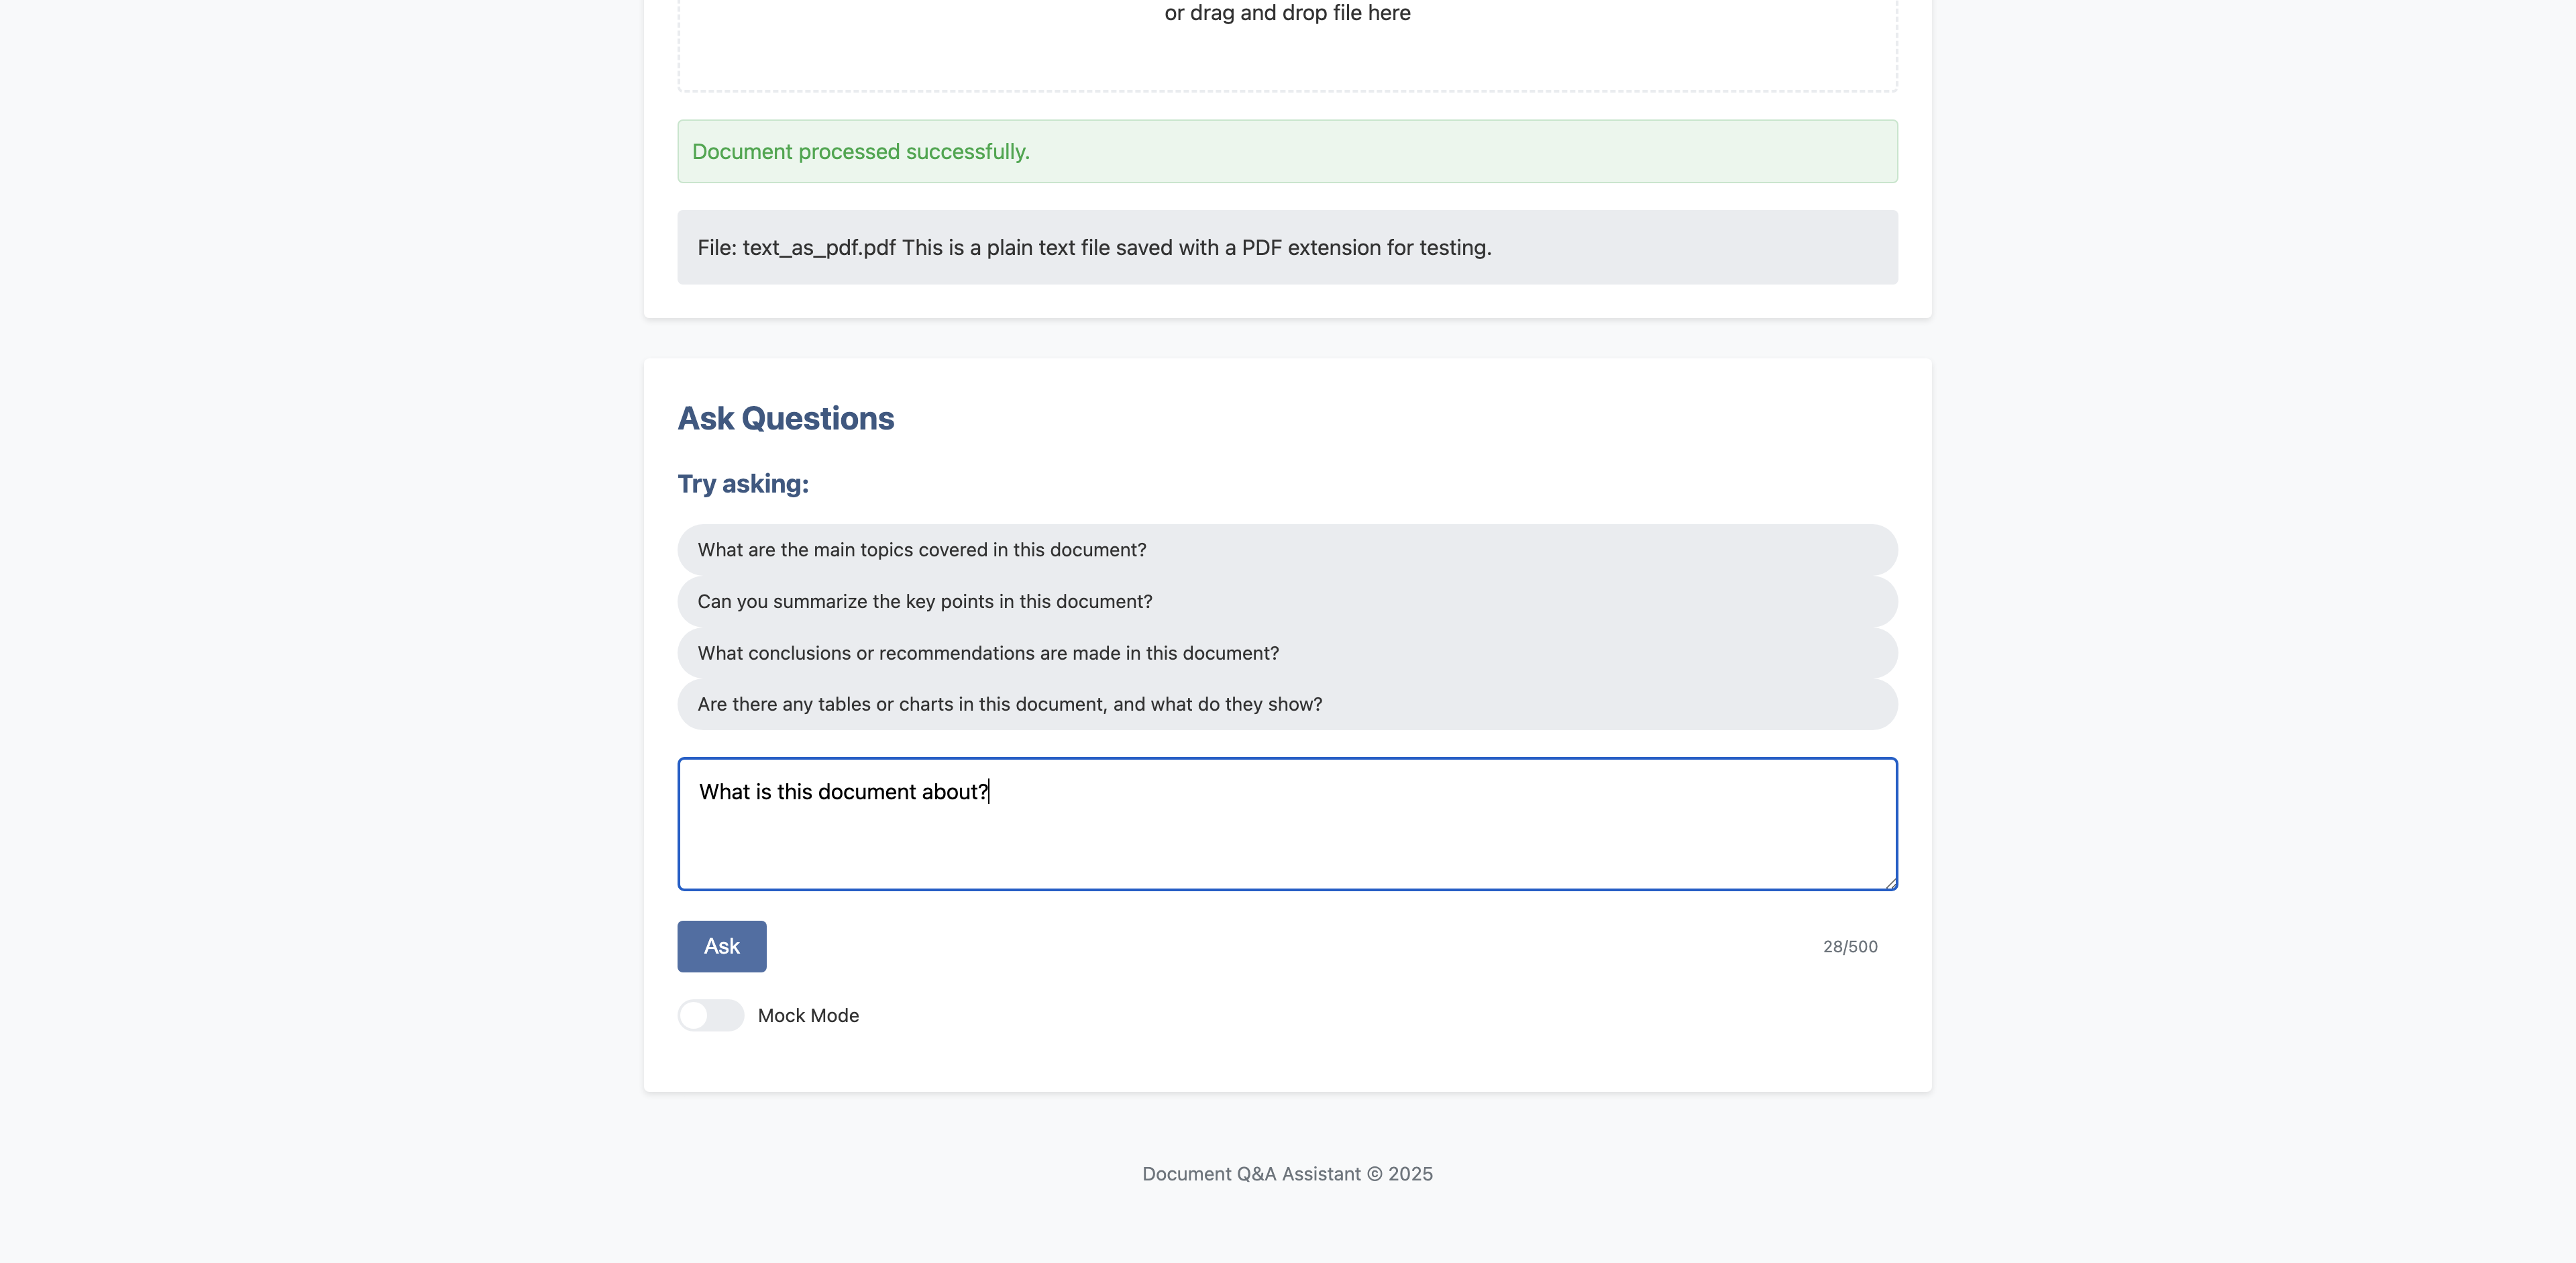 or drag and drop file here
Document processed successfully.
File: text_as_pdf.pdf This is a plain text file saved with a PDF extension for testing.
Ask Questions
Try asking:
What are the main topics covered in this document?
Can you summarize the key points in this document?
What conclusions or recommendations are made in this document?
Are there any tables or charts in this document, and what do they show?
What is this document about?
Ask
28/500
Mock Mode
Document Q&A Assistant © 2025